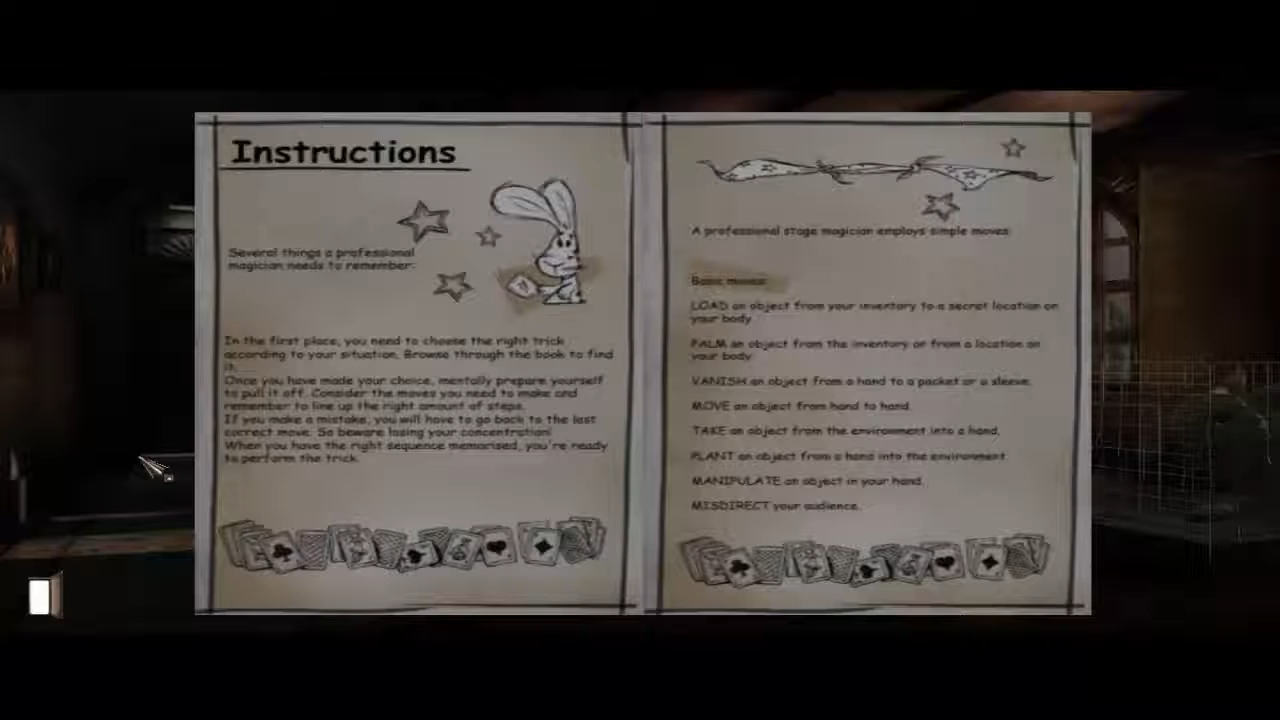 Instructions
Several things a professional
magician needs to remember:
In the first place, you need to choose the right trick
according to your situation. Browse through the book to find
it.
Once you have made your choice, mentally prepare yourself
to pull it off. Consider the moves you need to make and
remember to line up the right amount of steps.
If you make a mistake, you will have to go back to the last
correct move. So beware losing your concentration!
When you have the right sequence memorised, you're ready
to perform the trick.
A professional stage magician employs simple moves:
Basic moves:
LOAD an object from your inventory to a secret location on
your body
PALM an object from the inventory or from a location on
your body
VANISH an object from a hand to a packet or a sleeve.
MOVE an object from hand to hand.
TAKE an object from the environment into a hand.
PLANT an object from a hand into the environment
MANIPULATE an object in your hand.
MISDIRECT your audience.